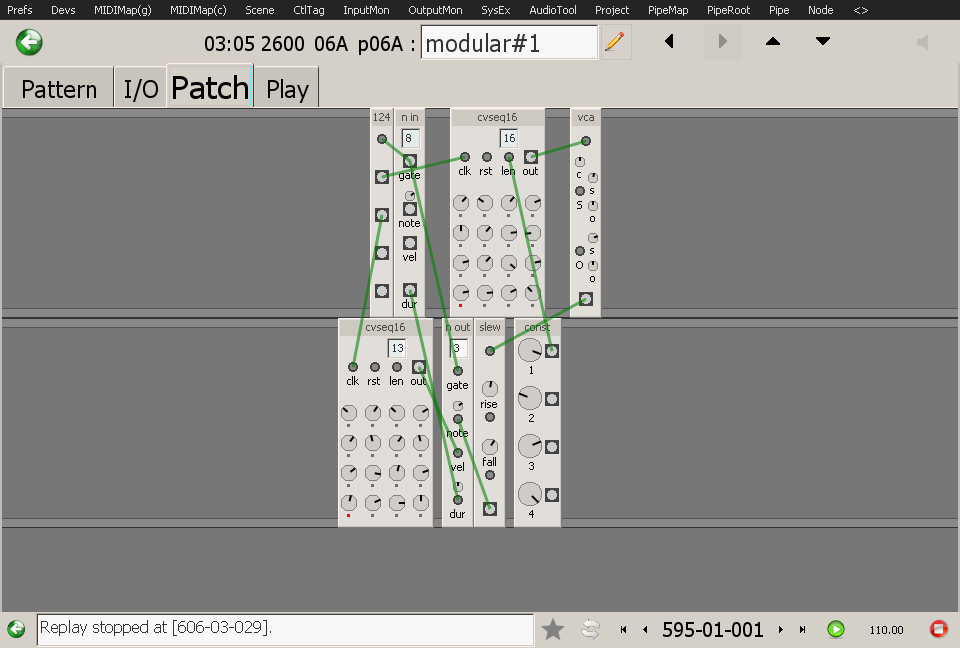 Prefs Devs MIDIMap(g) MIDIMap(c) Scene CtlTag InputMon OutputMon SysEx AudioTool Project PipeMap PipeRoot Pipe Node <>
03:05 2600 06A p06A : modular#1
Pattern I/O Patch Play
124 n in cvseq16 vca
8 16
gate clk rst len out
c s
S
o
note
vel s
O
o
dur
cvseq16 n out slew const
13 3
1
clk rst len out gate
rise
2
note
fall
vel 3
dur 4
Replay stopped at [606-03-029]. 595-01-001 110.00